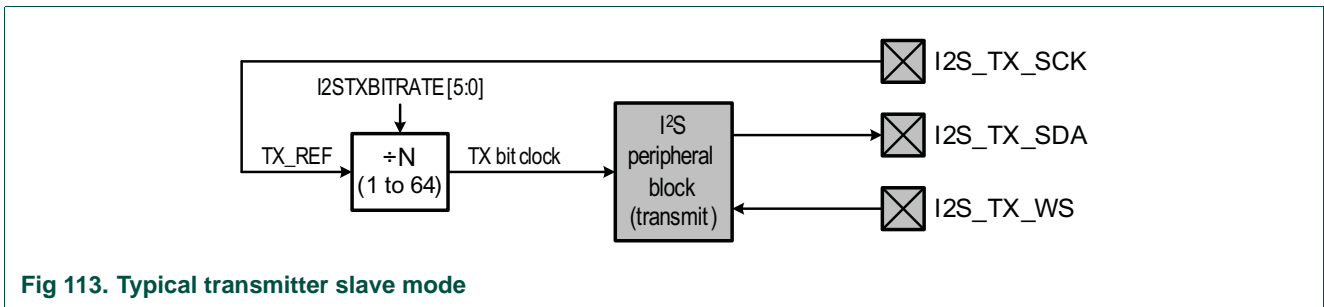 I2S_TX_SCK
I2STXBITRATE[5:0]
TX_REF
÷N
(1 to 64)
TX bit clock
I²S
peripheral
block
(transmit)
I2S_TX_SDA
I2S_TX_WS
Fig 113. Typical transmitter slave mode